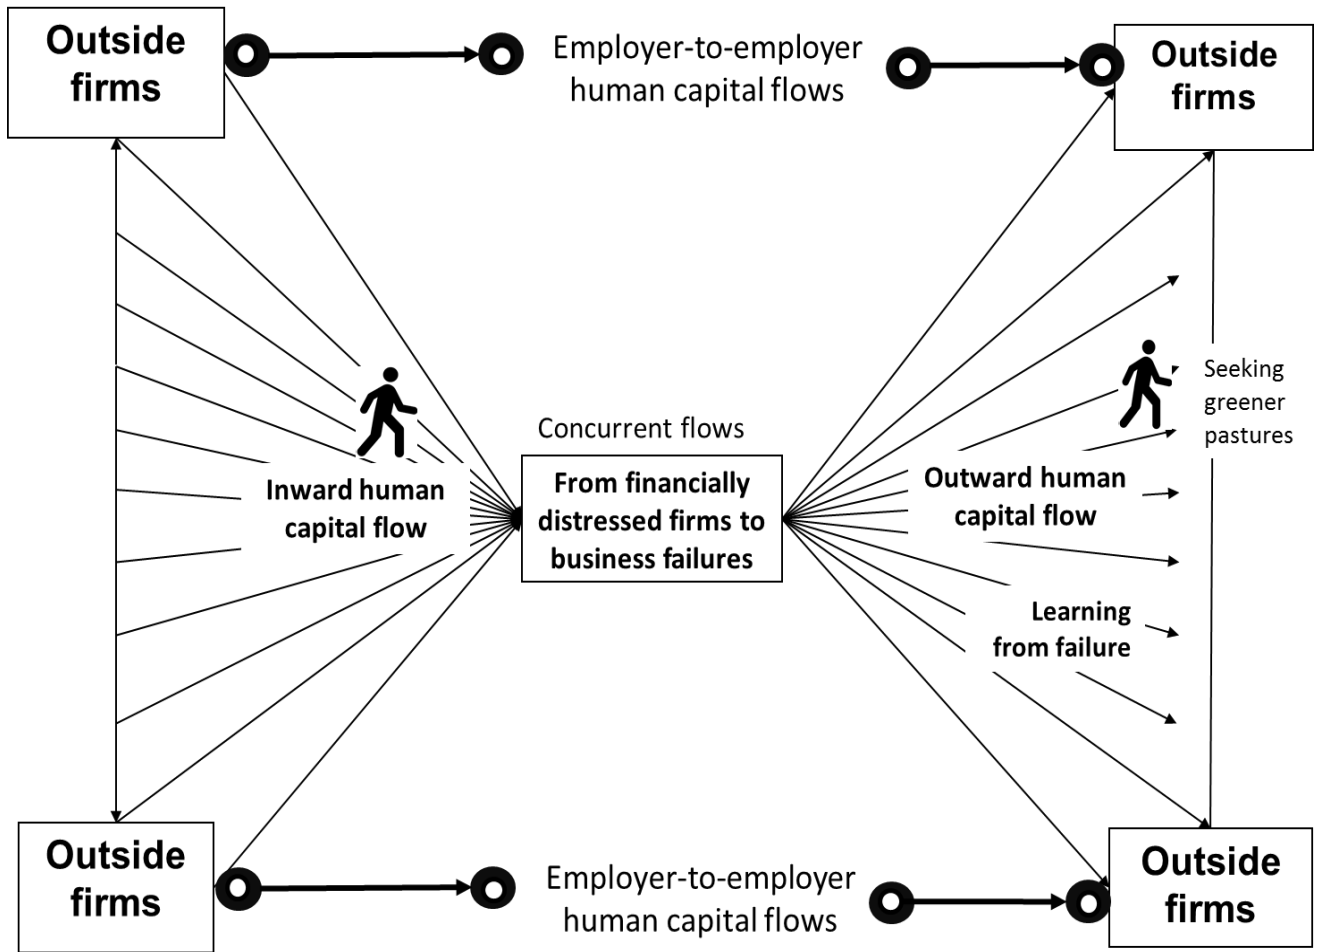 Outside
firms
Employer-to-employer
human capital flows
Outside
firms
Seeking
greener
pastures
Concurrent flows
Inward human
capital flow
From financially
distressed firms to
business failures
Outward human
capital flow
Learning
from failure
Outside
firms
Employer-to-employer
human capital flows
Outside
firms